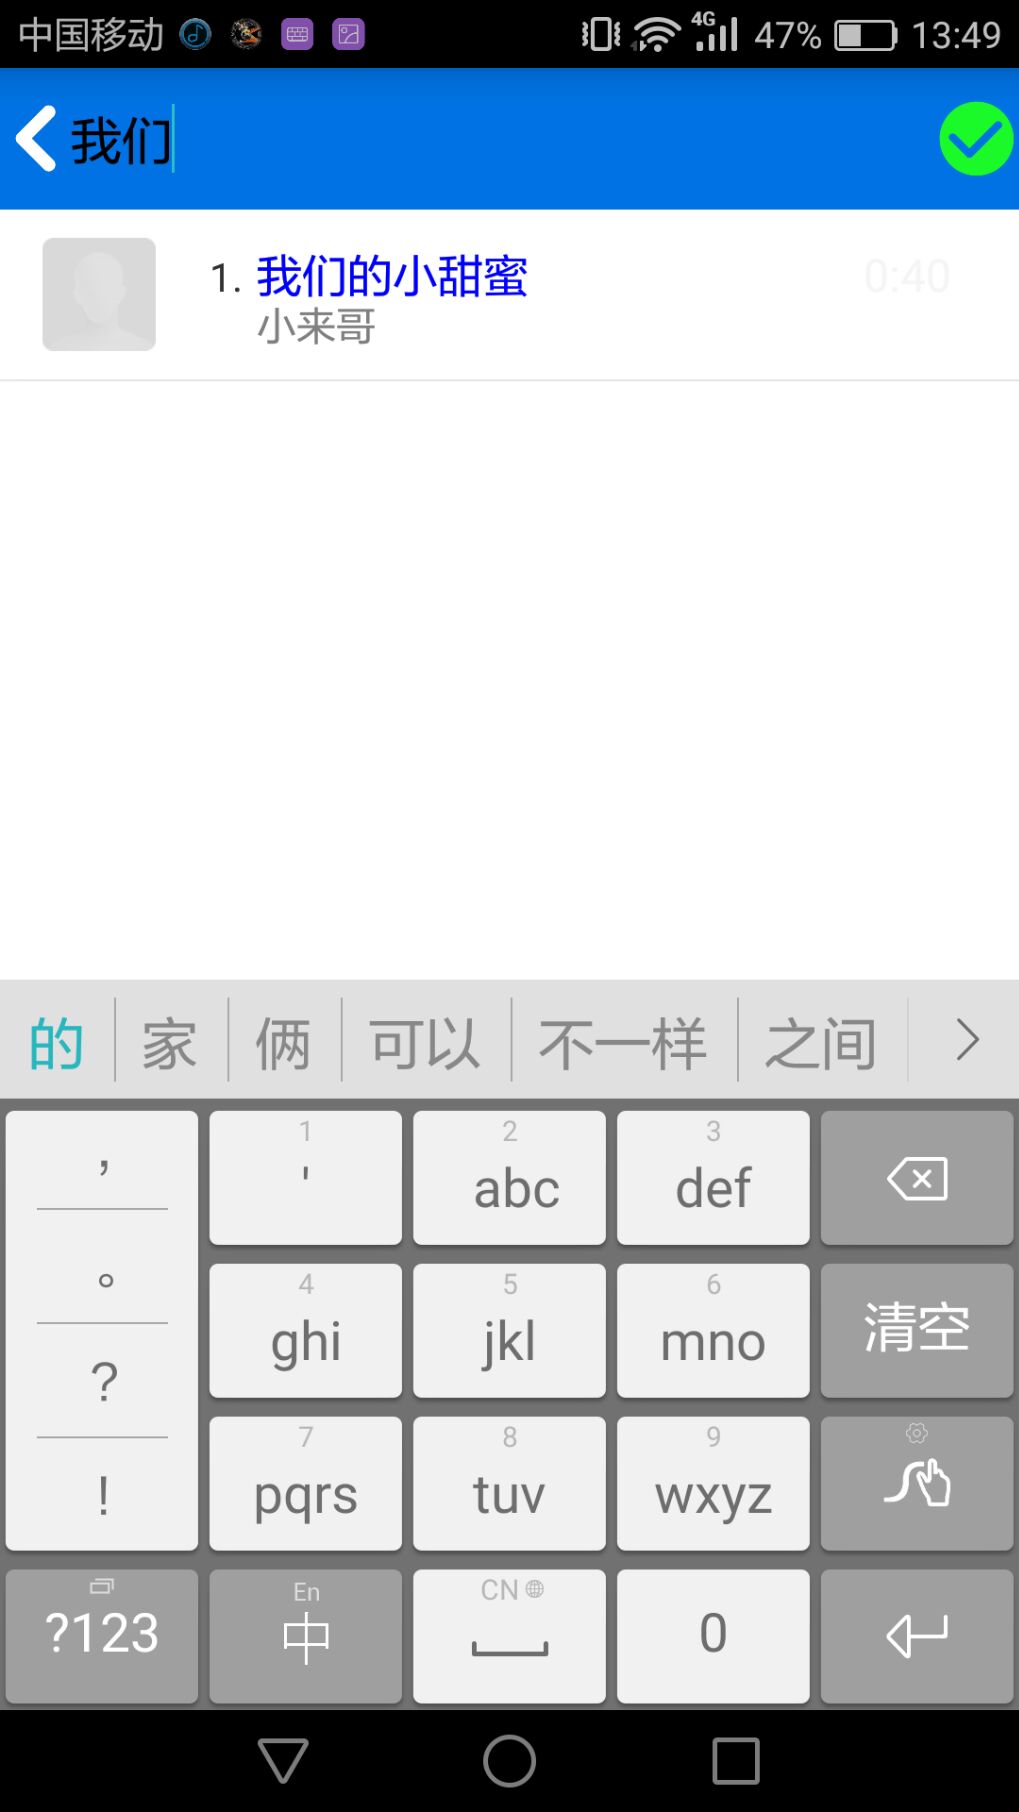 中国移动 4G 47% 13:49
我们
1. 我们的小甜蜜 0:40
小来哥
的 家 俩 可以 不一样 之间
, 1 ' 2 abc 3 def
。 4 ghi 5 jkl 6 mno 清空
? 7 pqrs 8 tuv 9 wxyz
!
?123 En 中 CN 0